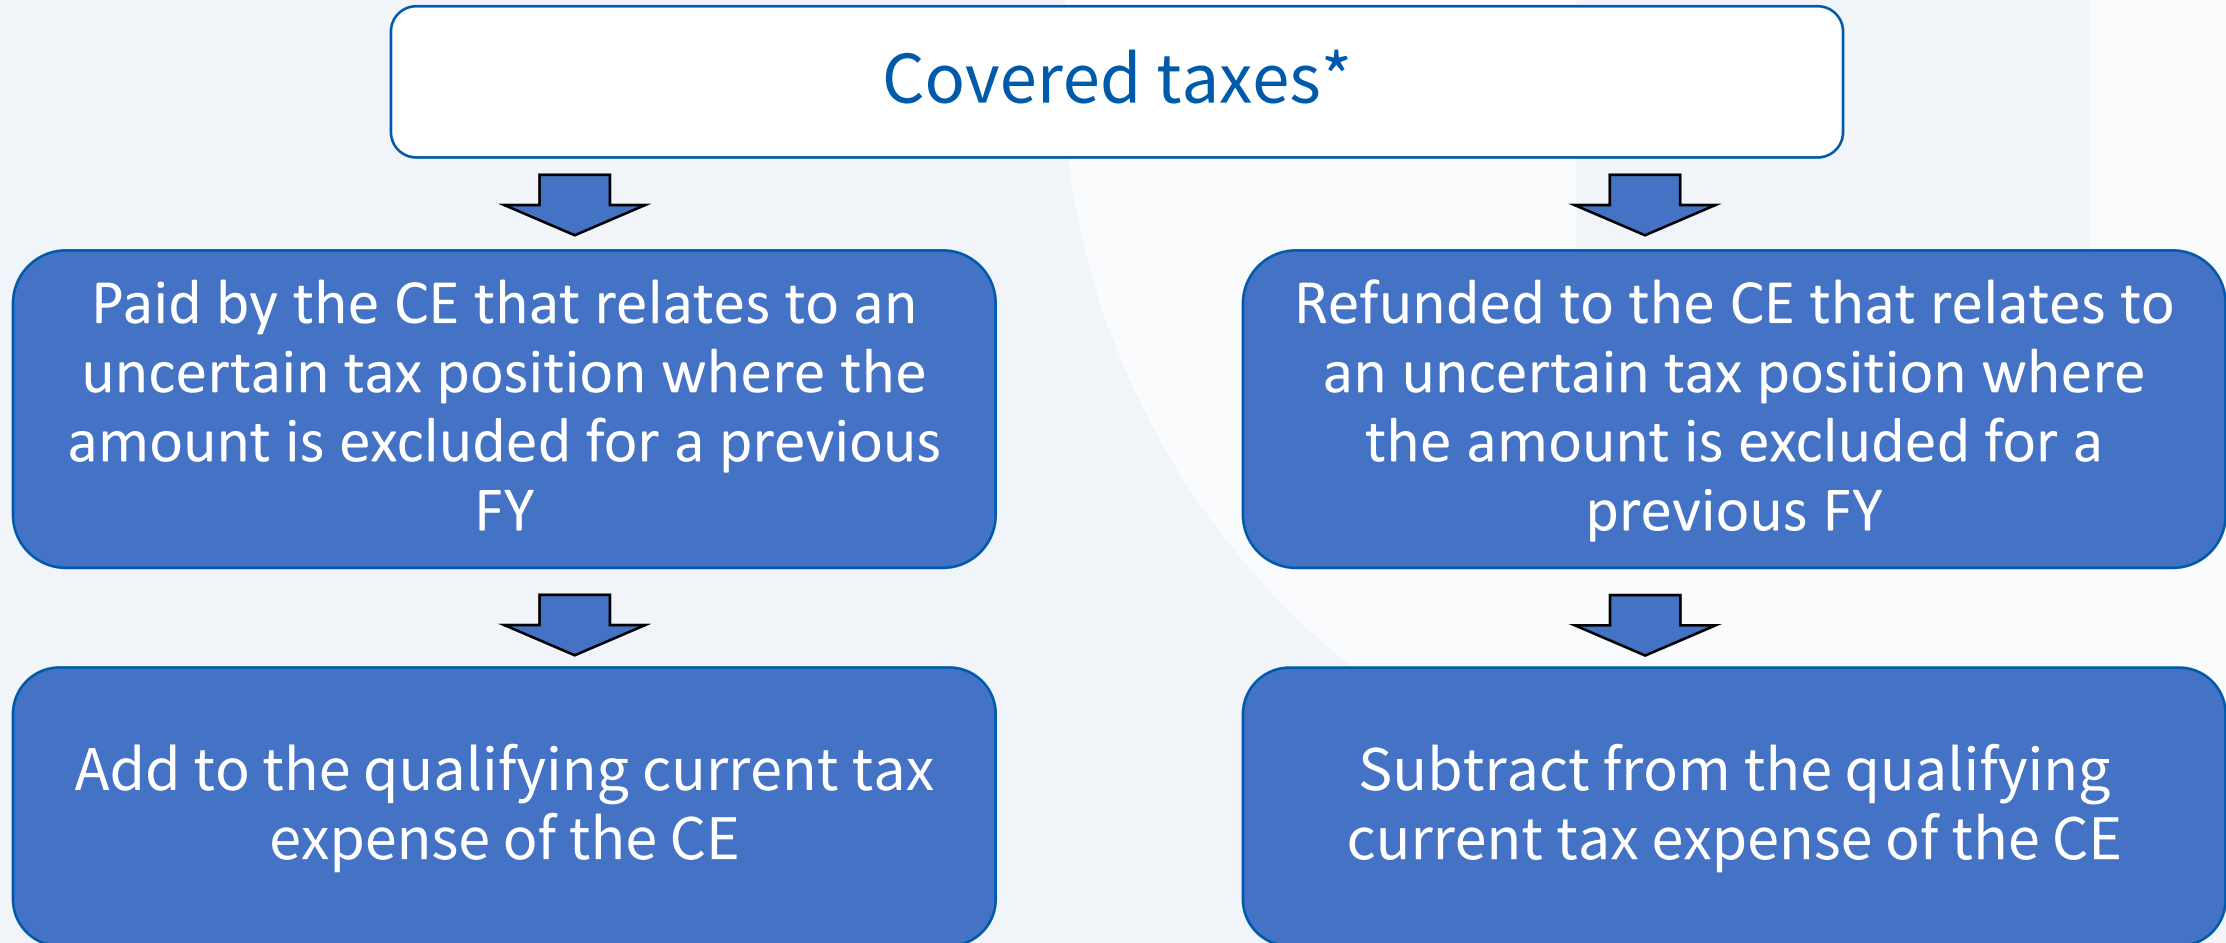 Covered taxes*
Paid by the CE that relates to an
uncertain tax position where the
amount is excluded for a previous
FY
Refunded to the CE that relates to
an uncertain tax position where
the amount is excluded for a
previous FY
Add to the qualifying current tax
expense of the CE
Subtract from the qualifying
current tax expense of the CE